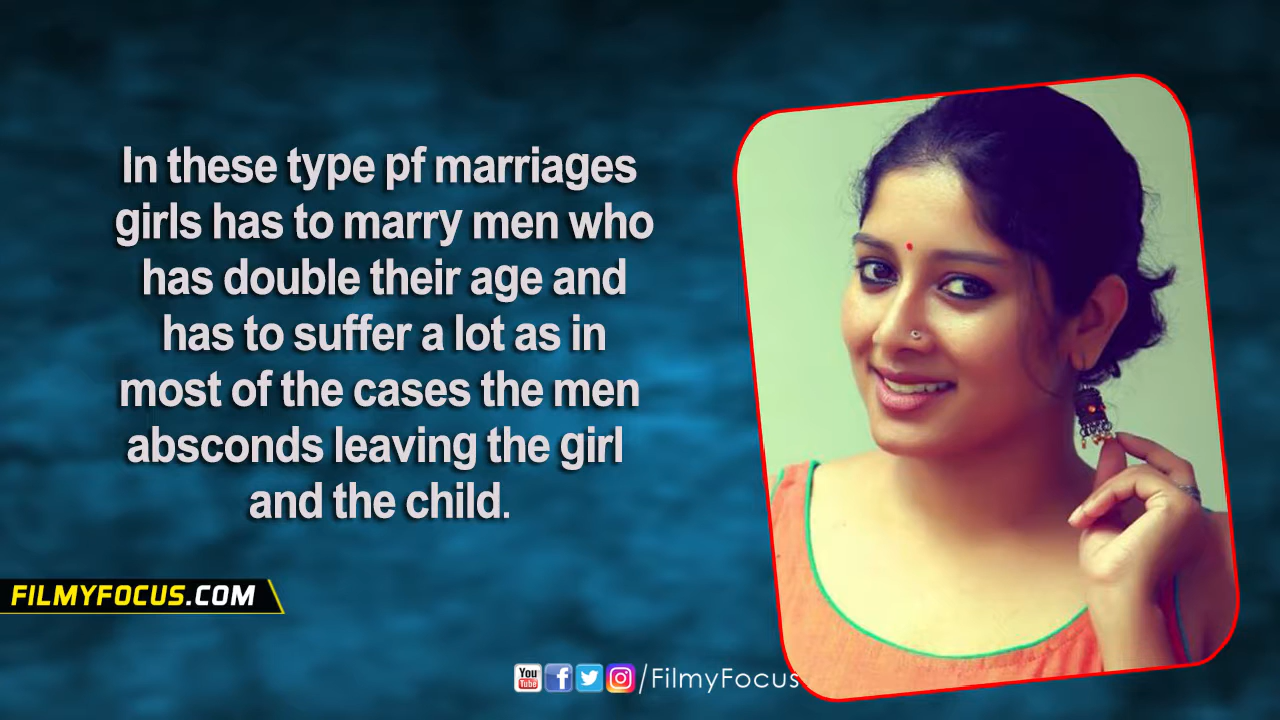 In these type pf marriages
girls has to marry men who
has double their age and
has to suffer a lot as in
most of the cases the men
absconds leaving the girl
and the child.
FILMYFOCUS.COM
You Tube /FilmyFocus